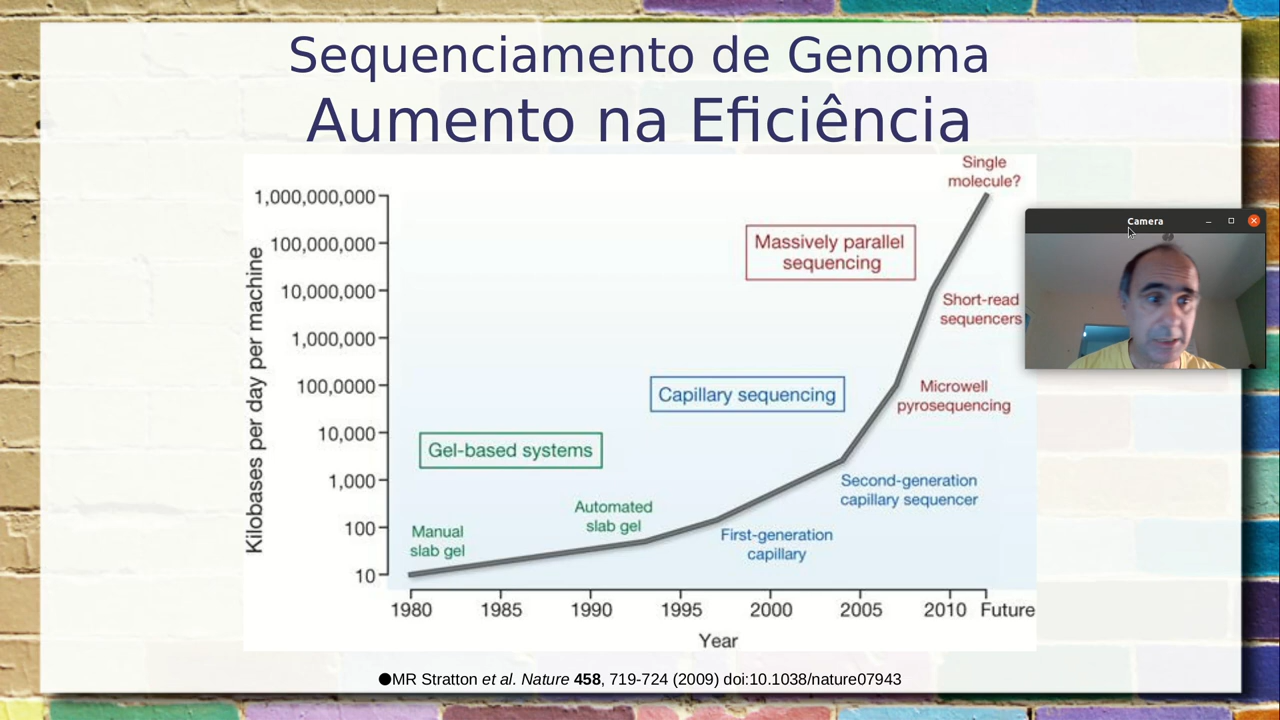 Sequenciamento de Genoma
Aumento na Eficiência
Kilobases per day per machine
1,000,000,000
100,000,000
10,000,000
1,000,000
100,0000
10,000
1,000
100
10
Single
molecule?
Massively parallel
sequencing
Short-read
sequencers
Capillary sequencing
Microwell
pyrosequencing
Gel-based systems
Second-generation
capillary sequencer
Automated
slab gel
Manual
slab gel
First-generation
capillary
1980 1985 1990 1995 2000 2005 2010 Future
Year
●MR Stratton et al. Nature 458, 719-724 (2009) doi:10.1038/nature07943
Camera